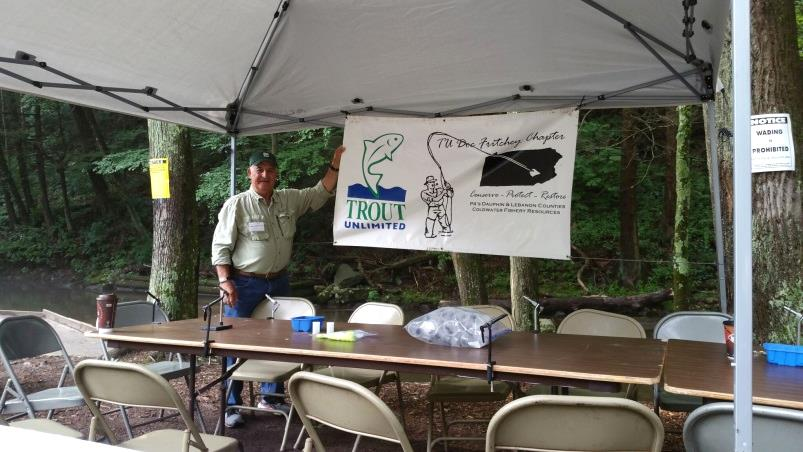 TROUT
UNLIMITED
TU Doc Fritchey Chapter
Conserve - Protect - Restore
PA's Dauphin & Lebanon Counties
Coldwater Fishery Resources
NOTICE
WADING
IS
PROHIBITED